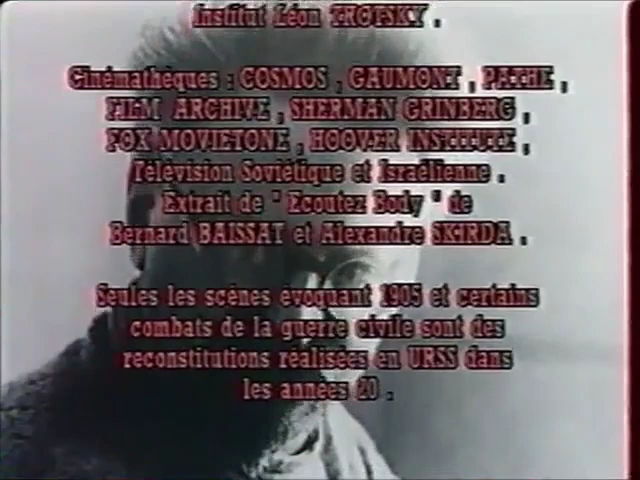 Institut Léon TROTSKY .
Cinémathèques : COSMOS , GAUMONT , PATHE ,
FILM ARCHIVE , SHERMAN GRINBERG ,
FOX MOVIETONE , HOOVER INSTITUTE ,
Télévision Soviétique et Israélienne .
Extrait de " Ecoutez Body " de
Bernard BAISSAT et Alexandre SKIRDA .
Seules les scènes évoquant 1905 et certains
combats de la guerre civile sont des
reconstitutions réalisées en URSS dans
les années 20 .